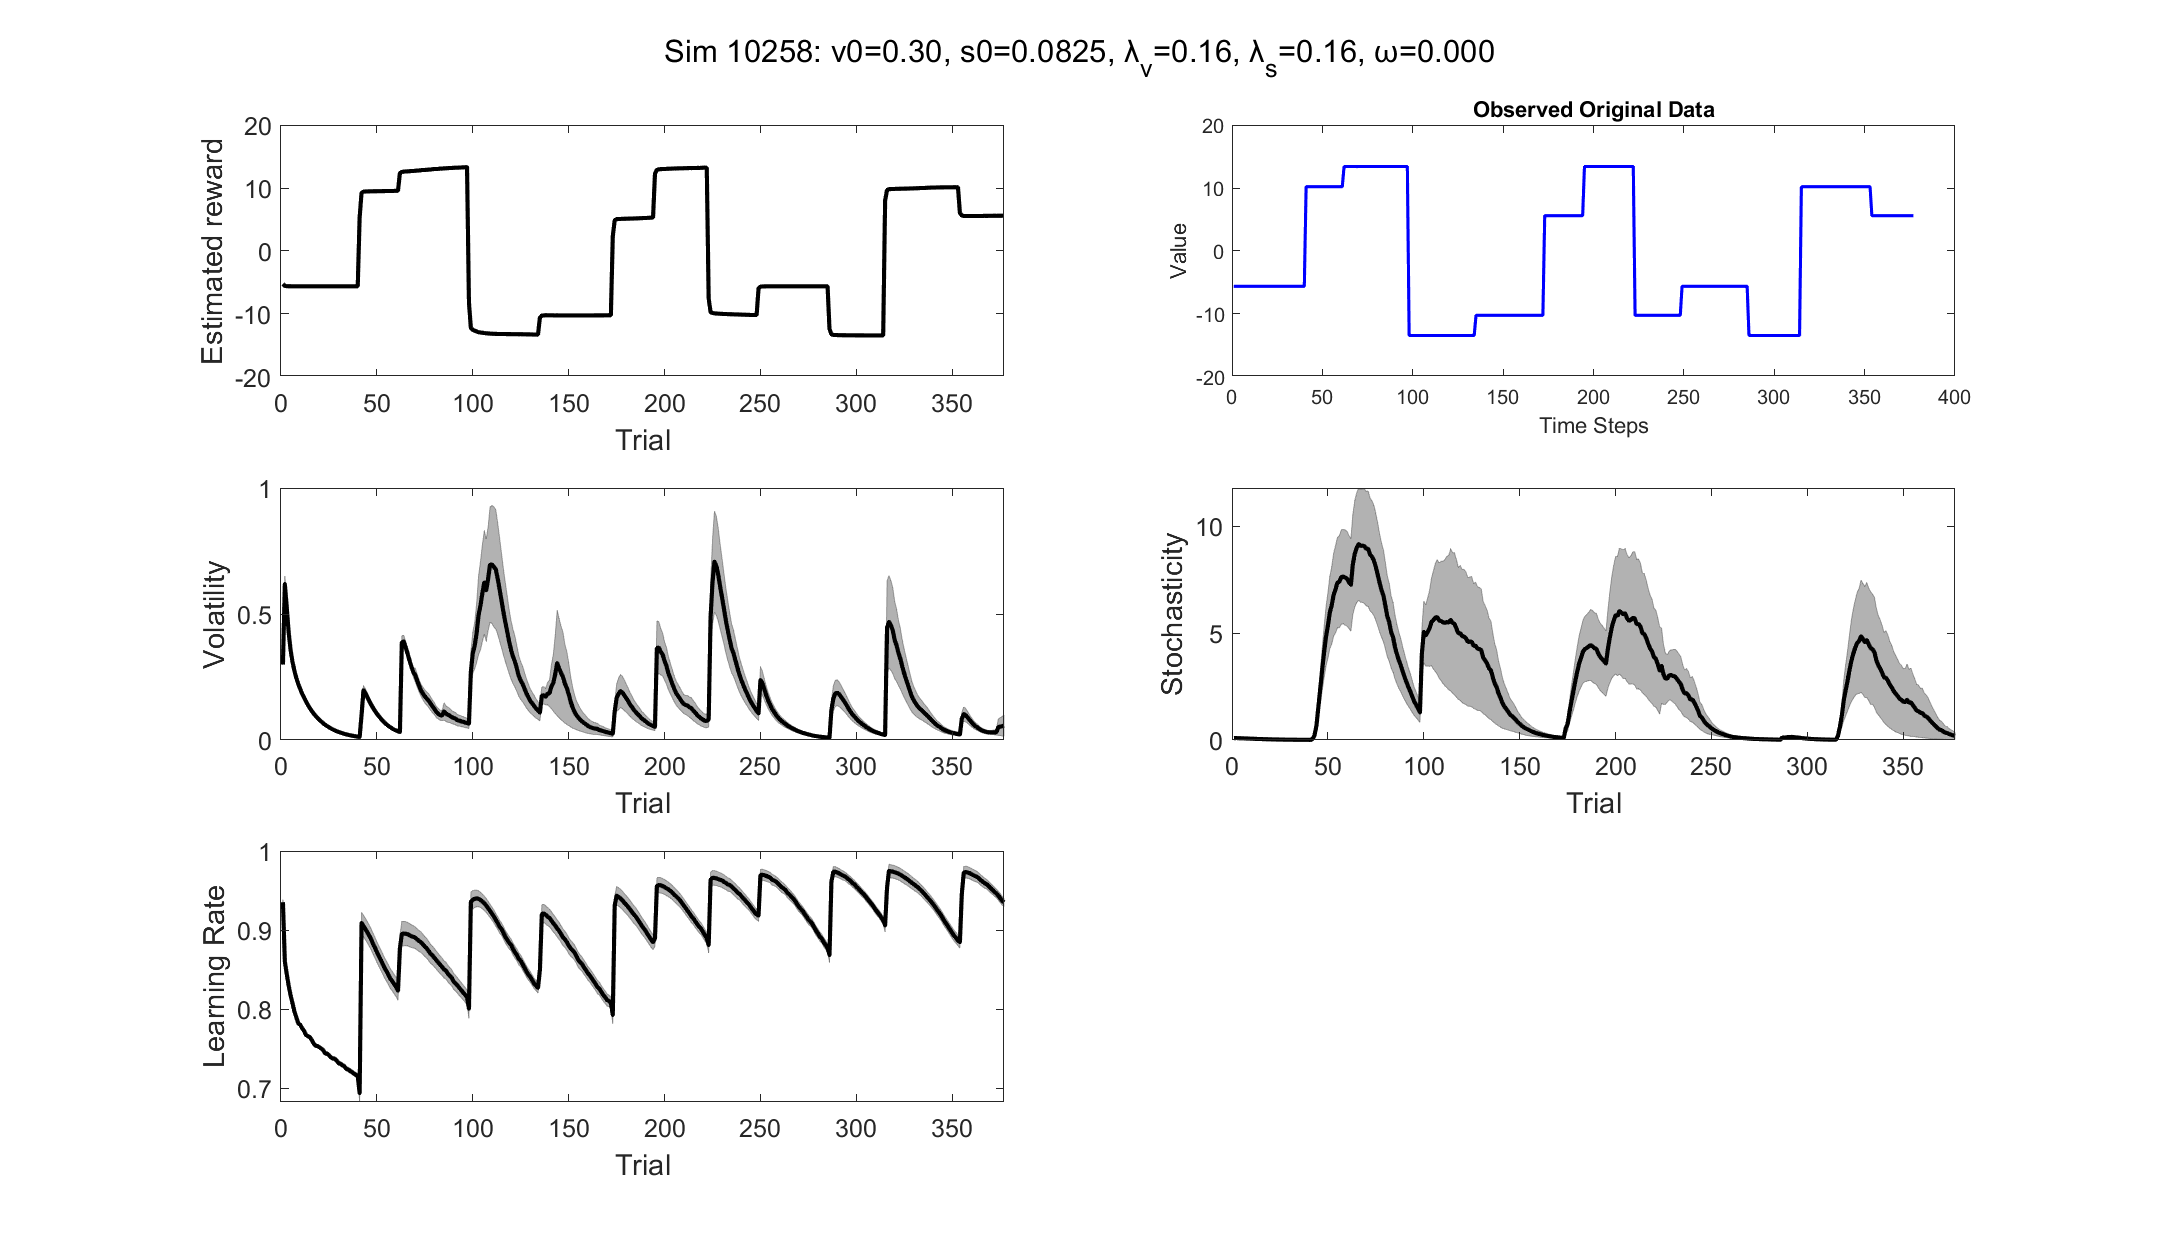 Sim 10258: v0=0.30, s0=0.0825, λv=0.16, λs=0.16, ω=0.000
Estimated reward
20
10
0
-10
-20
0 50 100 150 200 250 300 350
Trial
Observed Original Data
Value
20
10
0
-10
-20
0 50 100 150 200 250 300 350 400
Time Steps
Volatility
1
0.5
0
0 50 100 150 200 250 300 350
Trial
Stochasticity
10
5
0
0 50 100 150 200 250 300 350
Trial
Learning Rate
1
0.9
0.8
0.7
0 50 100 150 200 250 300 350
Trial